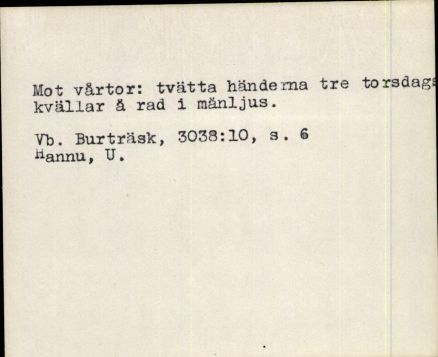 Mot vårtor: tvätta händerna tre torsdags
kvällar å rad i månljus.
Vb. Burträsk, 3038:10, s. 6
Hannu, U.